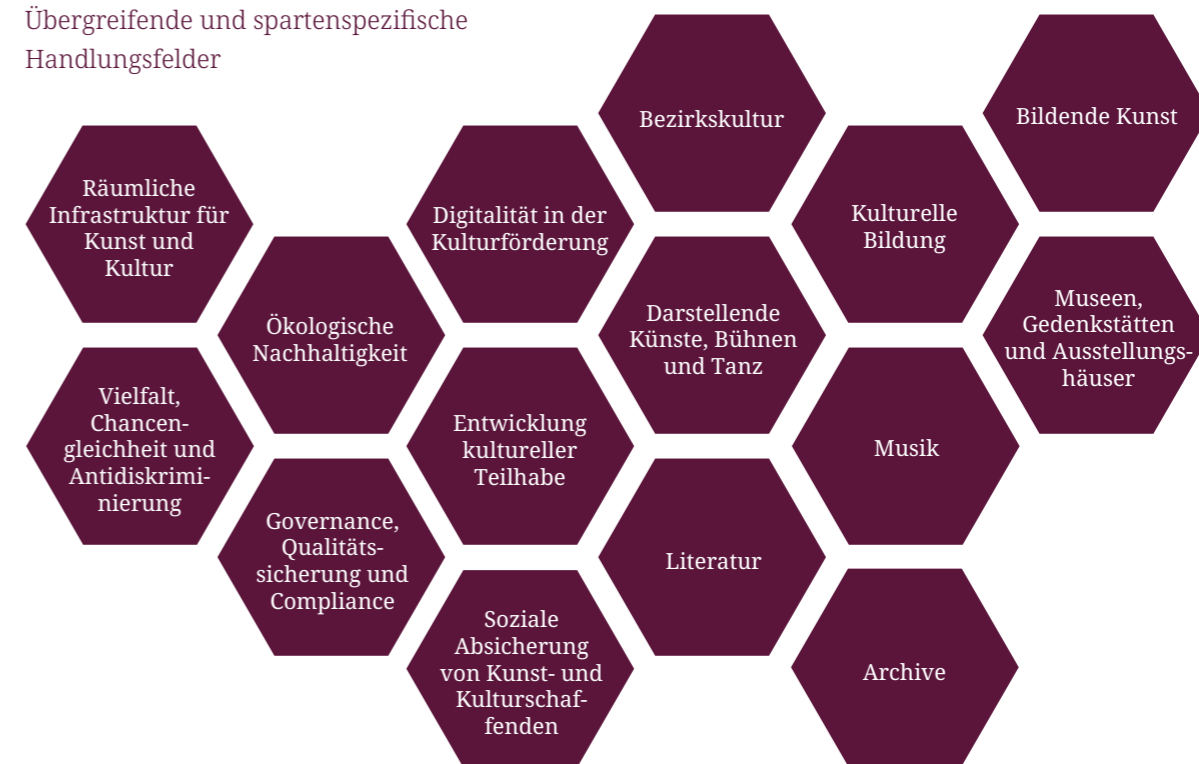 Übergreifende und spartenspezifische
Handlungsfelder
Räumliche
Infrastruktur für
Kunst und
Kultur
Vielfalt,
Chancen-
gleichheit und
Antidiskrimi-
nierung
Ökologische
Nachhaltigkeit
Governance,
Qualitäts-
sicherung und
Compliance
Digitalität in der
Kulturförderung
Entwicklung
kultureller
Teilhabe
Soziale
Absicherung
von Kunst- und
Kulturschaf-
fenden
Bezirkskultur
Darstellende
Künste, Bühnen
und Tanz
Literatur
Kulturelle
Bildung
Musik
Archive
Bildende Kunst
Museen,
Gedenkstätten
und Ausstellungs-
häuser